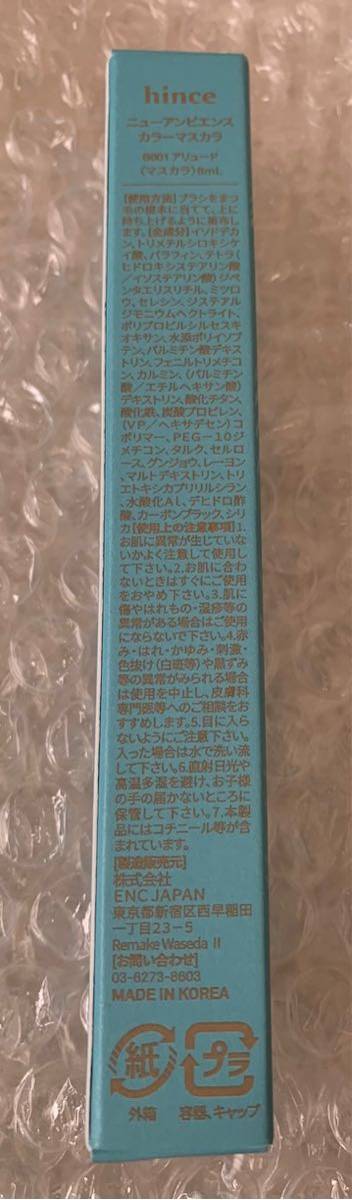 hince
ニューアンビエンス
カラーマスカラ
B001アリュード
(マスカラ)8mL
[使用方法]ブラシをまつ
毛の根本に当てて、上に
持ち上げるように塗布し
ます。[全成分]イソドデカ
ン、トリメチルシロキシケ
イ酸、パラフィン、テトラ(
ヒドロキシステアリン酸
/イソステアリン酸)ジペ
ンタエリスリチル、ミツロ
ウ、セレシン、ジステアル
ジモニウムヘクトライト、
ポリプロピルシルセスキ
オキサン、水添ポリイソブ
テン、パルミチン酸デキス
トリン、フェニルトリメチコ
ン、カルミン、(パルミチン
酸/エチルヘキサン酸)
デキストリン、酸化チタン、
酸化鉄、炭酸プロピレン、
(VP/ヘキサデセン)コ
ポリマー、PEG-10ジ
メチコン、タルク、セルロ
ース、グンジョウ、レーヨン、
マルトデキストリン、トリ
エトキシカプリリルシラン、
水酸化Al、デヒドロ酢
酸、カーボンブラック、シリ
カ[使用上の注意事項]1.
お肌に異常が生じていな
いかよく注意して使用し
て下さい。2.お肌に合わ
ないときはすぐにご使用
をおやめ下さい。3.肌に
傷やはれもの・湿疹等の
異常がある場合はご使用
にならないで下さい。4.赤
み・はれ・かゆみ・刺激・
色抜け(白斑等)や黒ずみ
等の異常がみられる場合
は使用を中止し、皮膚科
専門医等へのご相談をお
すすめします。5.目に入ら
ないようにご注意下さい。
入った場合は水で洗い流
して下さい。6.直射日光や
高温多湿を避け、お子様
の手の届かないところに
保管して下さい。7.本製
品にはコチニール等が含
まれています。
[製造販売元]
株式会社
ENC JAPAN
東京都新宿区西早稲田
一丁目23-5
Remake Waseda Ⅱ
[お問い合わせ]
03-6273-8603
MADE IN KOREA
紙 プラ
外箱 容器、キャップ